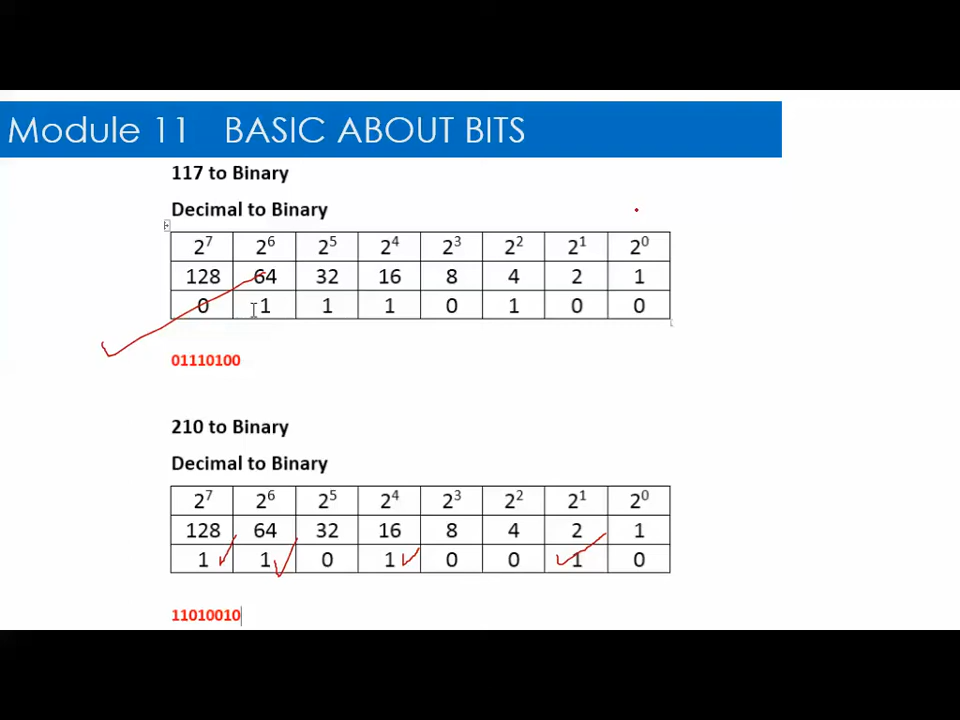 Module 11 BASIC ABOUT BITS
117 to Binary
Decimal to Binary
2⁷ 2⁶ 2⁵ 2⁴ 2³ 2² 2¹ 2⁰
128 64 32 16 8 4 2 1
0 1 1 1 0 1 0 0
01110100
210 to Binary
Decimal to Binary
2⁷ 2⁶ 2⁵ 2⁴ 2³ 2² 2¹ 2⁰
128 64 32 16 8 4 2 1
1 1 0 1 0 0 1 0
11010010